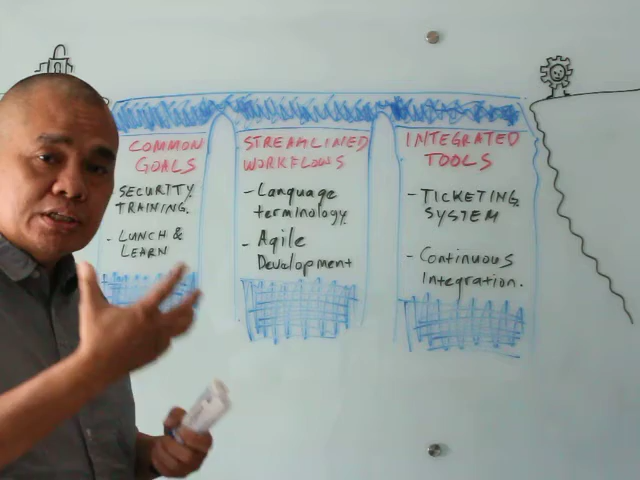 COMMON
GOALS
SECURITY
TRAINING.
- LUNCH &
LEARN
STREAMLINED
WORKFLOWS
- Language
terminology
- Agile
Development
INTEGRATED
TOOLS
- TICKETING
SYSTEM
- Continuous
Integration.